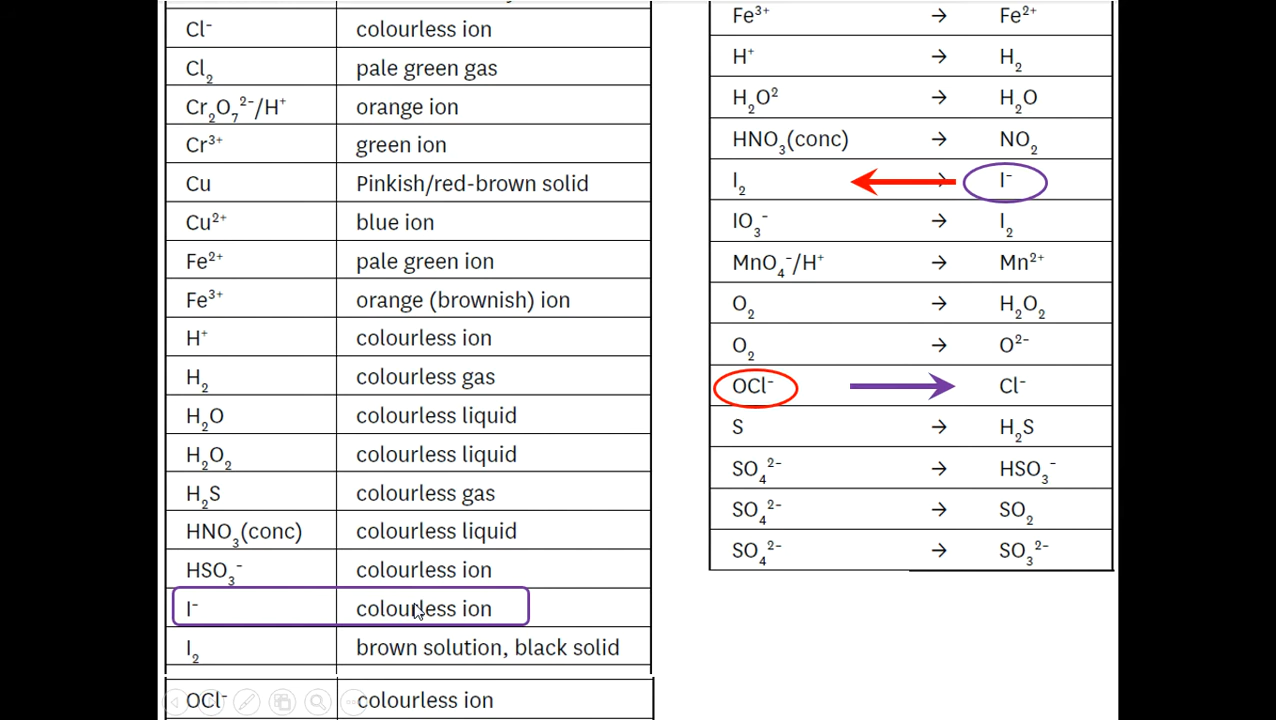 Cl⁻ colourless ion
Cl₂ pale green gas
Cr₂O₇²⁻/H⁺ orange ion
Cr³⁺ green ion
Cu Pinkish/red-brown solid
Cu²⁺ blue ion
Fe²⁺ pale green ion
Fe³⁺ orange (brownish) ion
H⁺ colourless ion
H₂ colourless gas
H₂O colourless liquid
H₂O₂ colourless liquid
H₂S colourless gas
HNO₃(conc) colourless liquid
HSO₃⁻ colourless ion
I⁻ colourless ion
I₂ brown solution, black solid
OCl⁻ colourless ion
Fe³⁺ → Fe²⁺
H⁺ → H₂
H₂O² → H₂O
HNO₃(conc) → NO₂
I₂ → I⁻
IO₃⁻ → I₂
MnO₄⁻/H⁺ → Mn²⁺
O₂ → H₂O₂
O₂ → O²⁻
OCl⁻ → Cl⁻
S → H₂S
SO₄²⁻ → HSO₃⁻
SO₄²⁻ → SO₂
SO₄²⁻ → SO₃²⁻